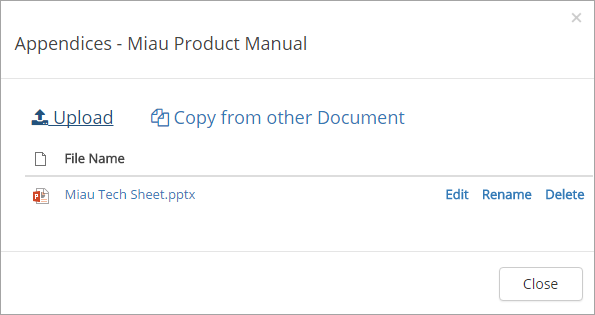 Appendices - Miau Product Manual
Upload Copy from other Document
File Name
Miau Tech Sheet.pptx Edit Rename Delete
Close